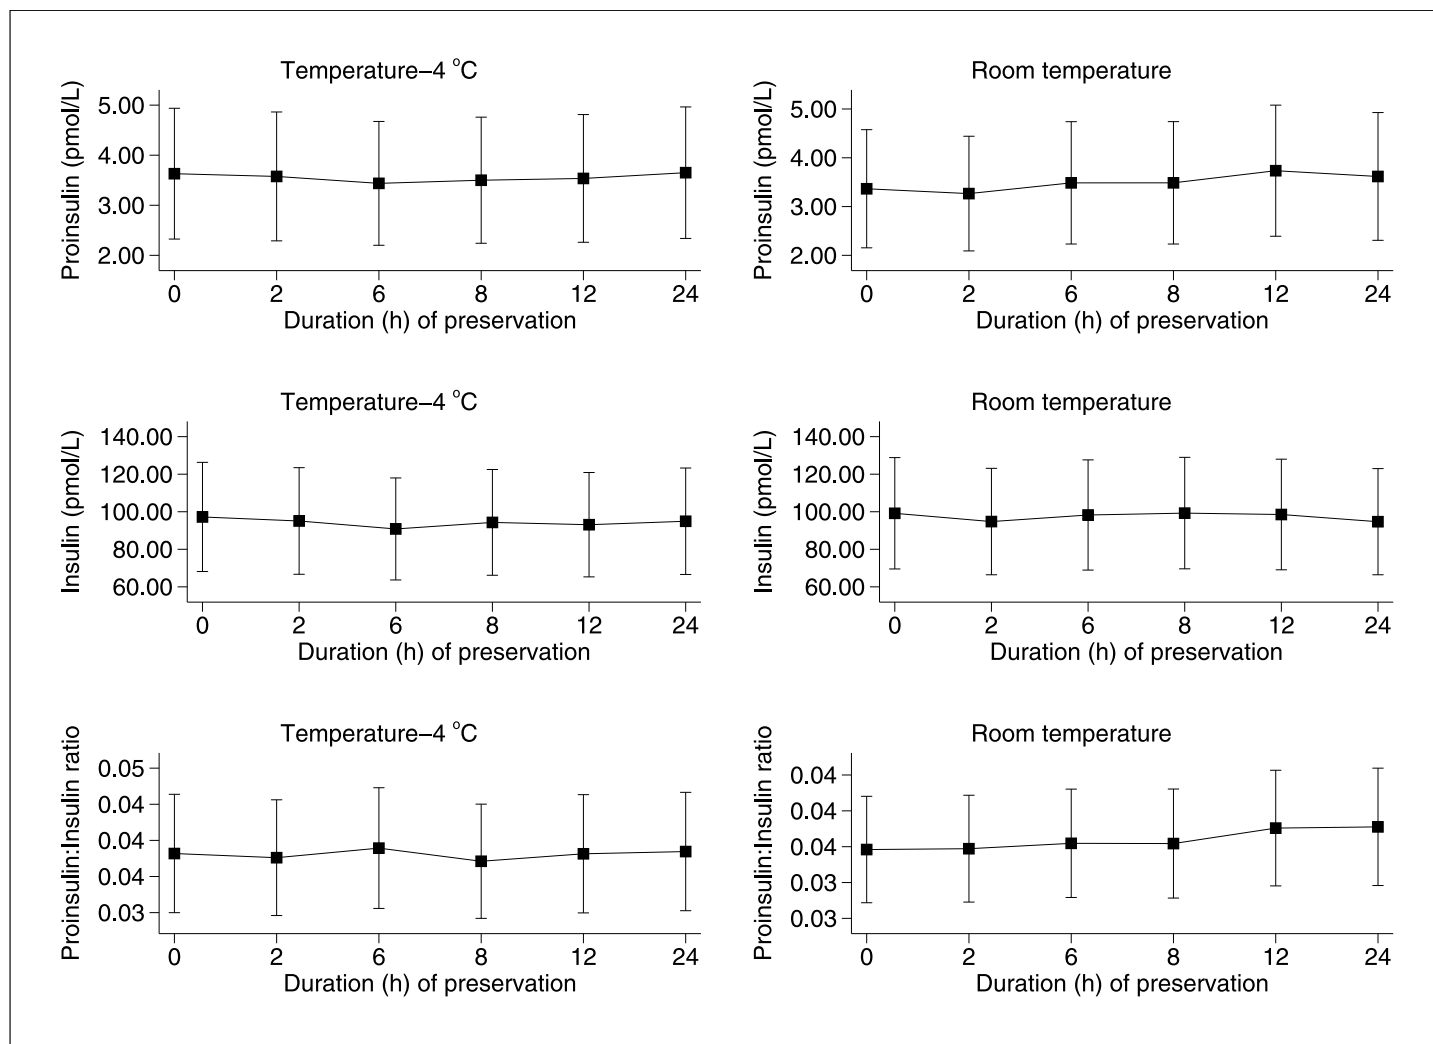 Temperature–4 °C
Proinsulin (pmol/L)
5.00
4.00
3.00
2.00
0 2 6 8 12 24
Duration (h) of preservation
Room temperature
Proinsulin (pmol/L)
5.00
4.00
3.00
2.00
0 2 6 8 12 24
Duration (h) of preservation
Temperature–4 °C
Insulin (pmol/L)
140.00
120.00
100.00
80.00
60.00
0 2 6 8 12 24
Duration (h) of preservation
Room temperature
Insulin (pmol/L)
140.00
120.00
100.00
80.00
60.00
0 2 6 8 12 24
Duration (h) of preservation
Temperature–4 °C
Proinsulin:Insulin ratio
0.05
0.04
0.04
0.04
0.03
0 2 6 8 12 24
Duration (h) of preservation
Room temperature
Proinsulin:Insulin ratio
0.04
0.04
0.04
0.03
0.03
0 2 6 8 12 24
Duration (h) of preservation